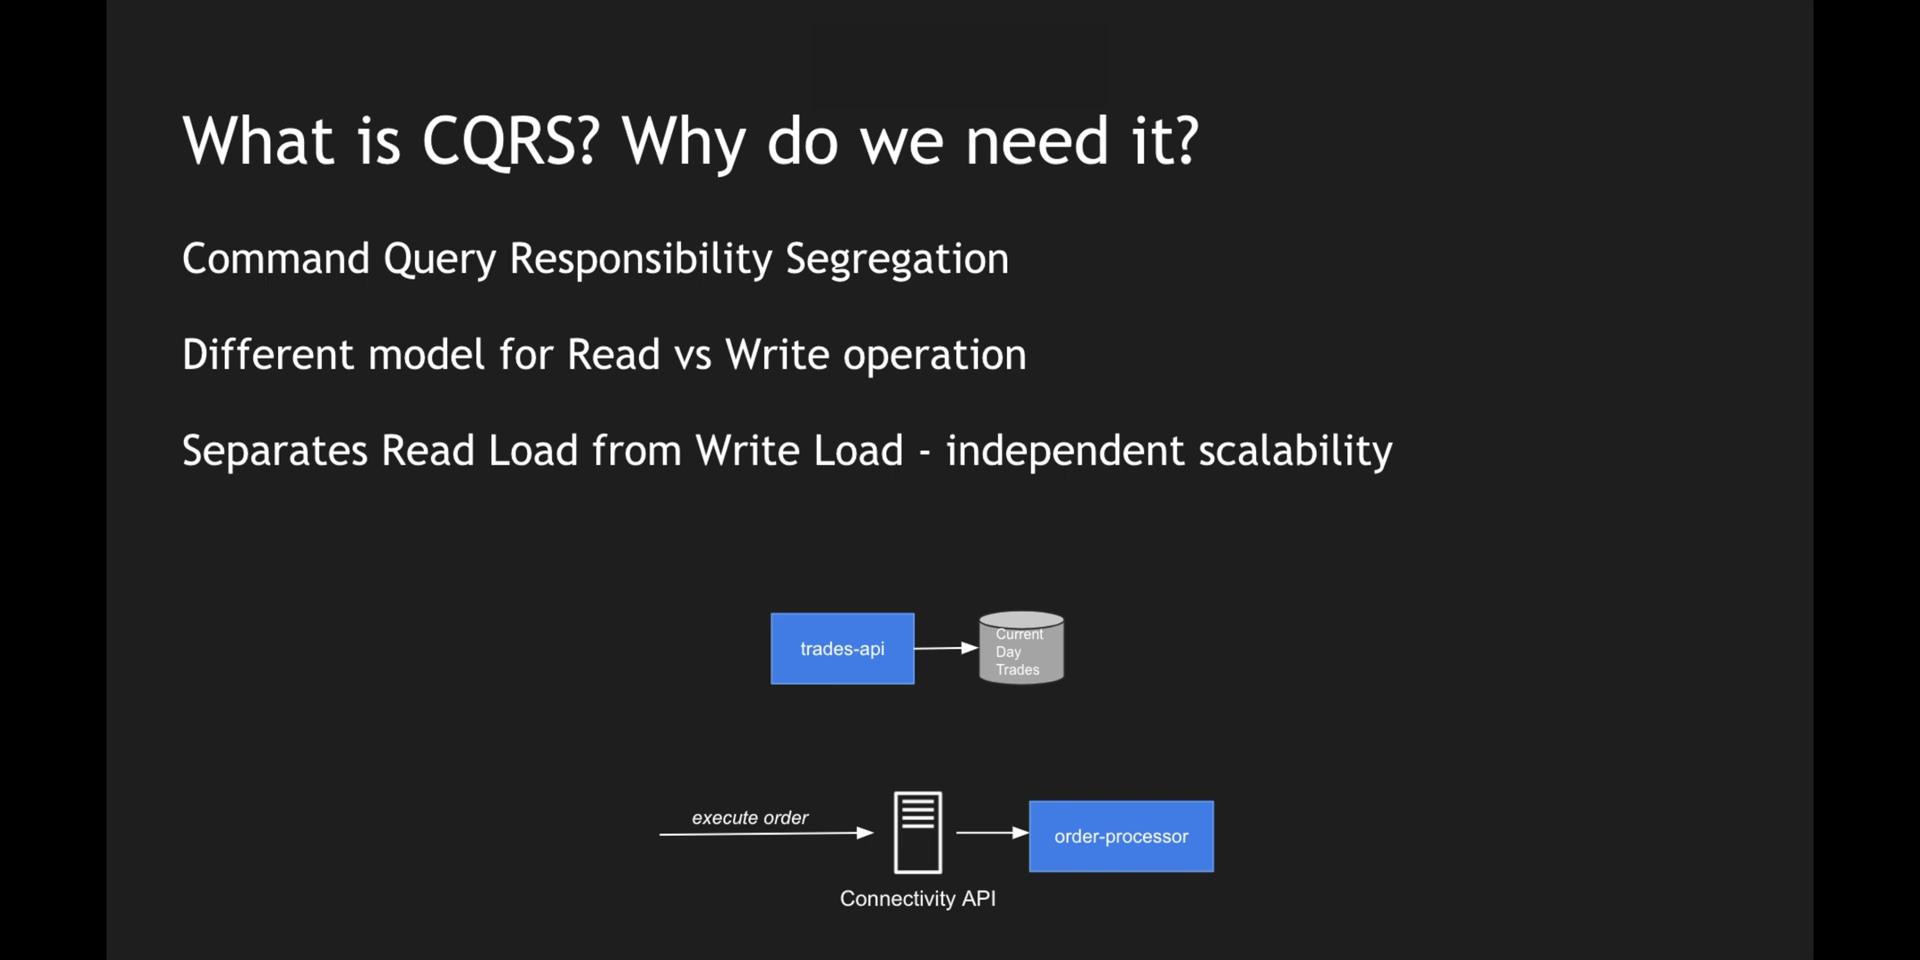 What is CQRS? Why do we need it?
Command Query Responsibility Segregation
Different model for Read vs Write operation
Separates Read Load from Write Load - independent scalability
trades-api
Current
Day
Trades
execute order
order-processor
Connectivity API